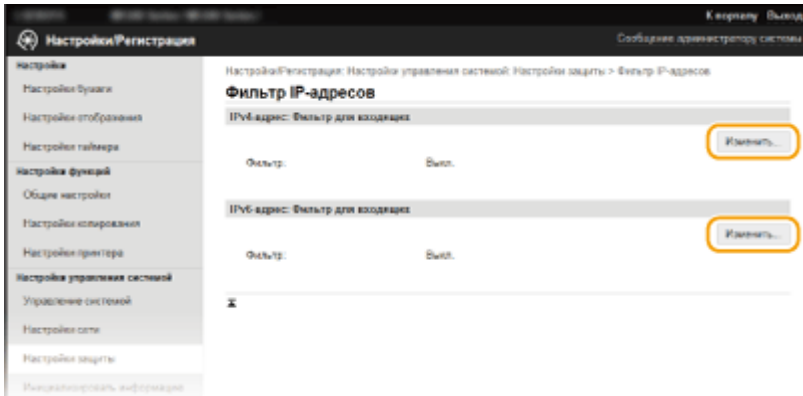 К порталу Выход
Настройки/Регистрация
Сообщение администратору системы
Настройка
Настройки бумаги
Настройки отображения
Настройки таймера
Настройка функций
Общие настройки
Настройки копирования
Настройки принтера
Настройка управления системой
Управление системой
Настройки сети
Настройки защиты
Инициализировать информацию
Настройки/Регистрация: Настройки управления системой: Настройки защиты > Фильтр IP-адресов
Фильтр IP-адресов
IPv4-адрес: Фильтр для входящих
Изменить...
Фильтр: Выкл.
IPv6-адрес: Фильтр для входящих
Изменить...
Фильтр: Выкл.